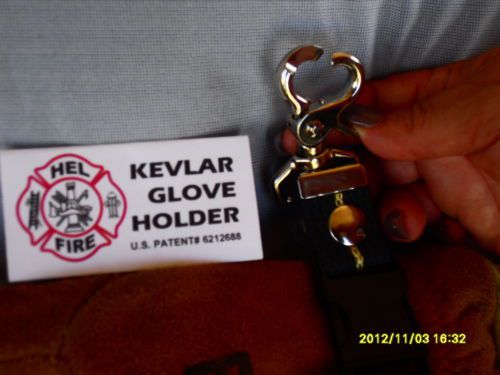 HEL
FIRE
KEVLAR
GLOVE
HOLDER
U.S. PATENT# 6212688
2012/11/03 16:32